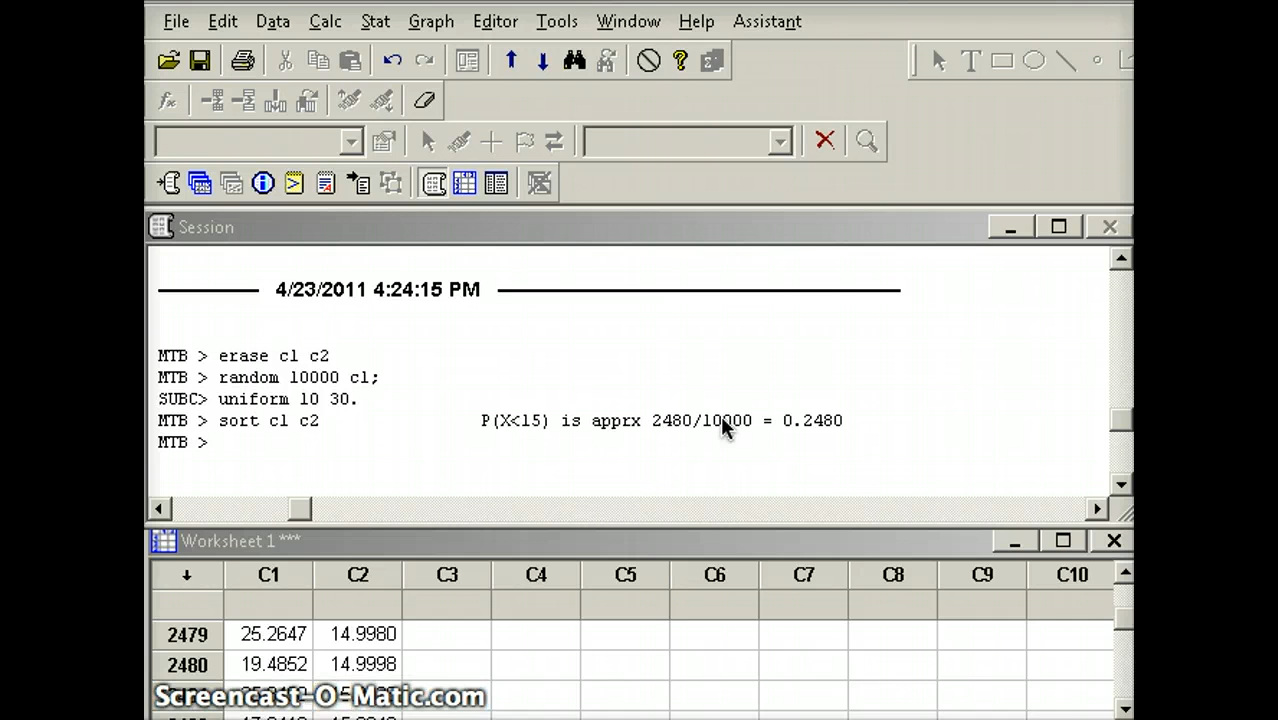 File Edit Data Calc Stat Graph Editor Tools Window Help Assistant
Session
4/23/2011 4:24:15 PM
MTB > erase c1 c2
MTB > random 10000 c1;
SUBC> uniform 10 30.
MTB > sort c1 c2 P(X<15) is apprx 2480/10000 = 0.2480
MTB >
Worksheet 1 ***
C1 C2 C3 C4 C5 C6 C7 C8 C9 C10
2479 25.2647 14.9980
2480 19.4852 14.9998
Screencast-O-Matic.com